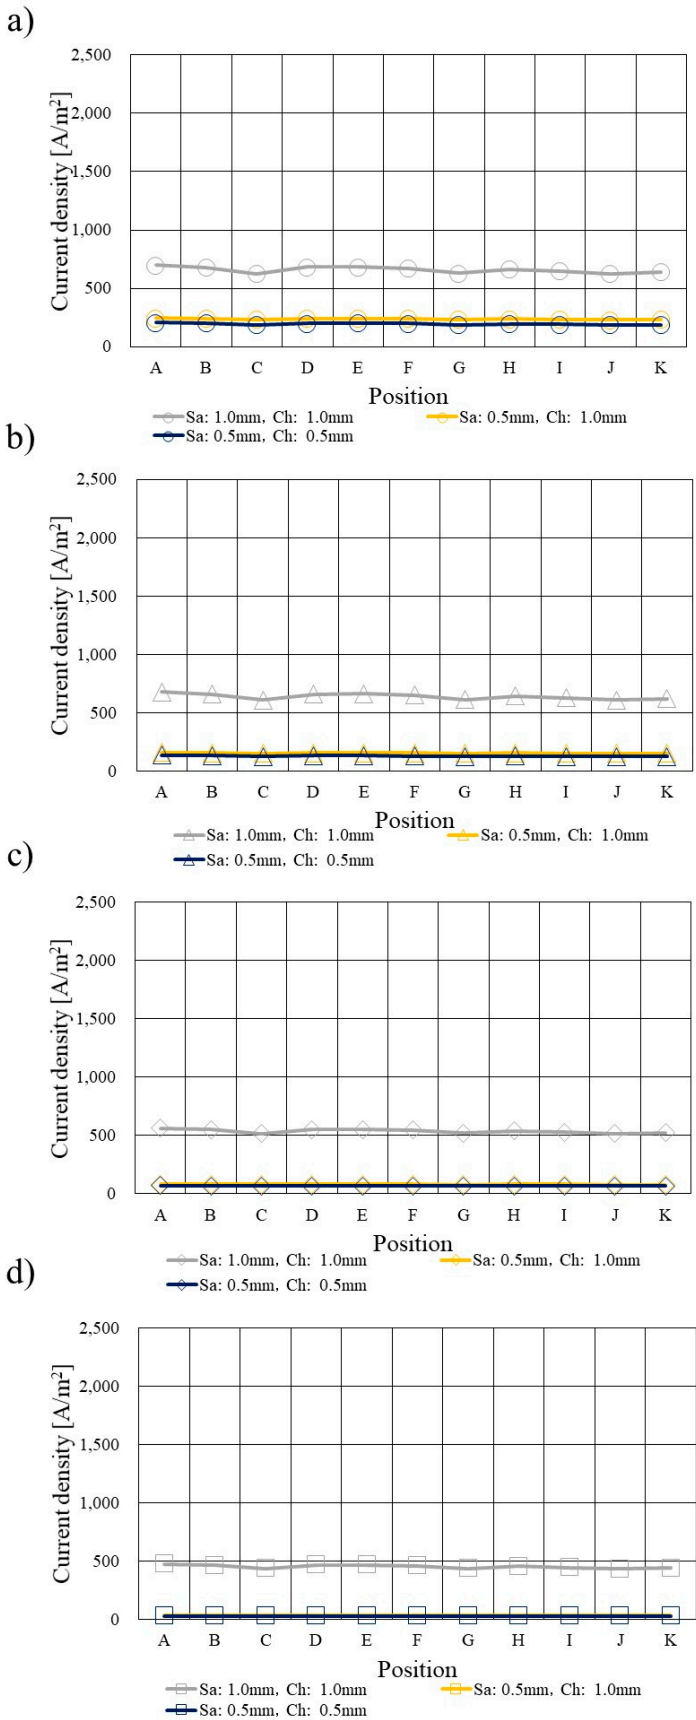 a)
2,500
2,000
1,500
1,000
500
0
Current density [A/m²]
A B C D E F G H I J K
Position
Sa: 1.0mm, Ch: 1.0mm Sa: 0.5mm, Ch: 1.0mm
Sa: 0.5mm, Ch: 0.5mm
b)
2,500
2,000
1,500
1,000
500
0
Current density [A/m²]
A B C D E F G H I J K
Position
Sa: 1.0mm, Ch: 1.0mm Sa: 0.5mm, Ch: 1.0mm
Sa: 0.5mm, Ch: 0.5mm
c)
2,500
2,000
1,500
1,000
500
0
Current density [A/m²]
A B C D E F G H I J K
Position
Sa: 1.0mm, Ch: 1.0mm Sa: 0.5mm, Ch: 1.0mm
Sa: 0.5mm, Ch: 0.5mm
d)
2,500
2,000
1,500
1,000
500
0
Current density [A/m²]
A B C D E F G H I J K
Position
Sa: 1.0mm, Ch: 1.0mm Sa: 0.5mm, Ch: 1.0mm
Sa: 0.5mm, Ch: 0.5mm